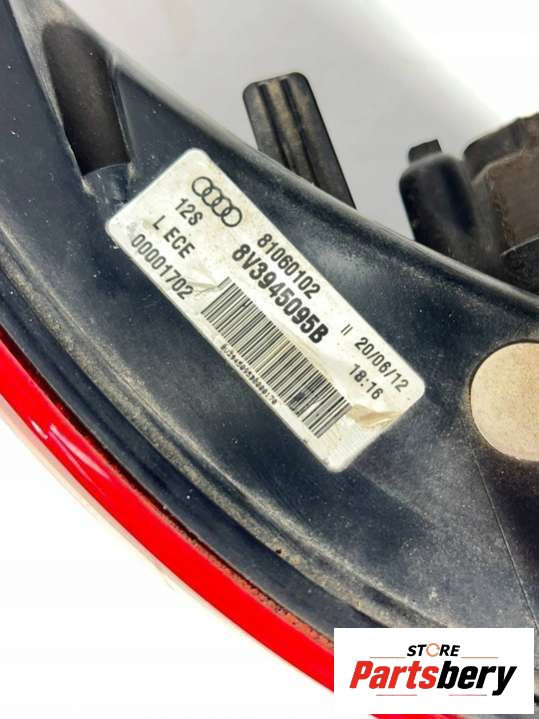 12S
81060102
II 20/06/12
L ECE
8V3945095B
18:16
00001702
STORE
Partsbery